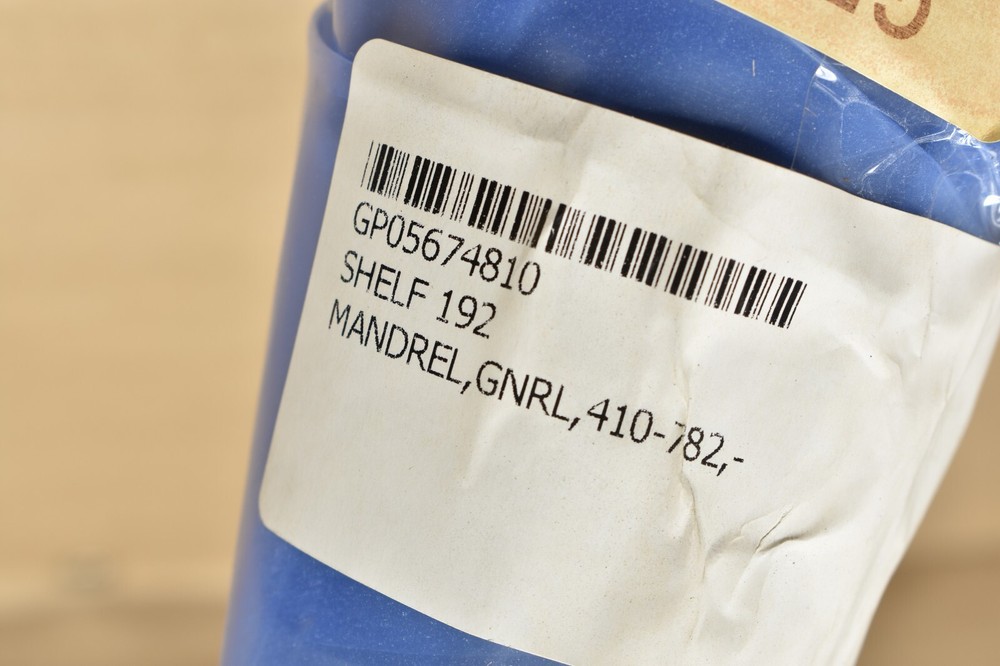 GP05674810
SHELF 192
MANDREL,GNRL,410-782,-